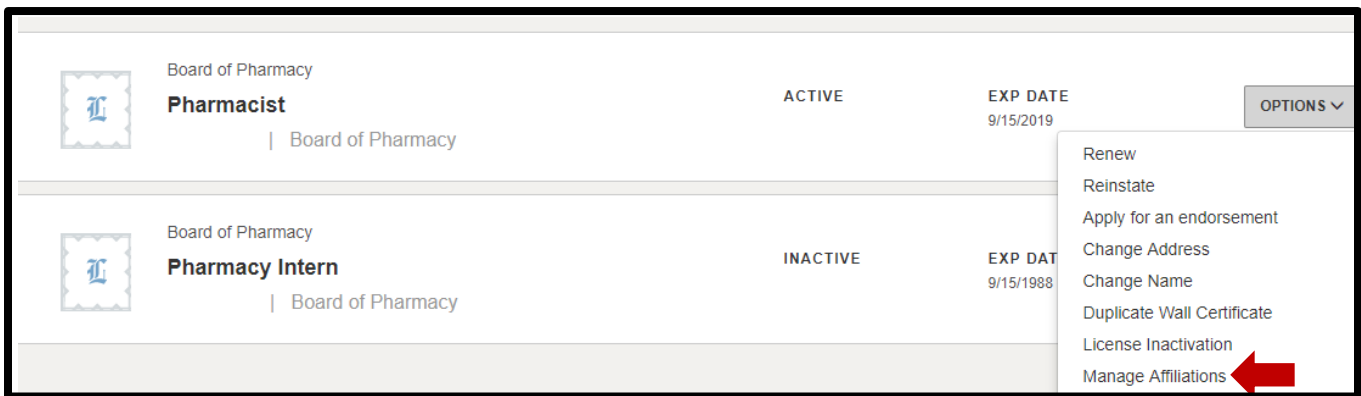 Board of Pharmacy
Pharmacist
| Board of Pharmacy
ACTIVE
EXP DATE
9/15/2019
OPTIONS
Renew
Reinstate
Apply for an endorsement
Change Address
Change Name
Duplicate Wall Certificate
License Inactivation
Manage Affiliations
Board of Pharmacy
Pharmacy Intern
| Board of Pharmacy
INACTIVE
EXP DAT
9/15/1988
L
L